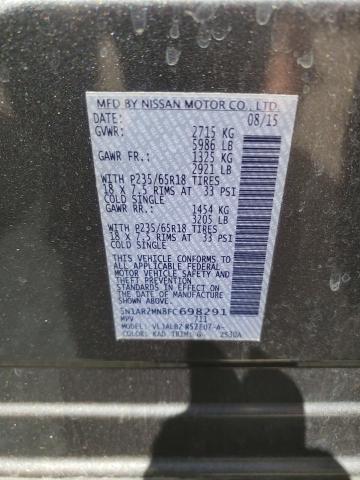 MFD BY NISSAN MOTOR CO., LTD.
DATE: 08/15
GVWR: 2715 KG
5986 LB
GAWR FR: 1325 KG
2921 LB
WITH P235/65R18 TIRES
18 X 7.5 RIMS AT 33 PSI
COLD SINGLE
GAWR RR: 1454 KG
3205 LB
WITH P235/65R18 TIRES
18 X 7.5 RIMS AT 33 PSI
COLD SINGLE
THIS VEHICLE CONFORMS TO ALL
APPLICABLE U.S. FEDERAL
MOTOR VEHICLE SAFETY
STANDARDS IN EFFECT ON
THE DATE OF MANUFACTURE
SHOWN ABOVE.
5N1AR2MN8FC698291
MPV 711
MODEL:
COLOR: KAD TRIM: G